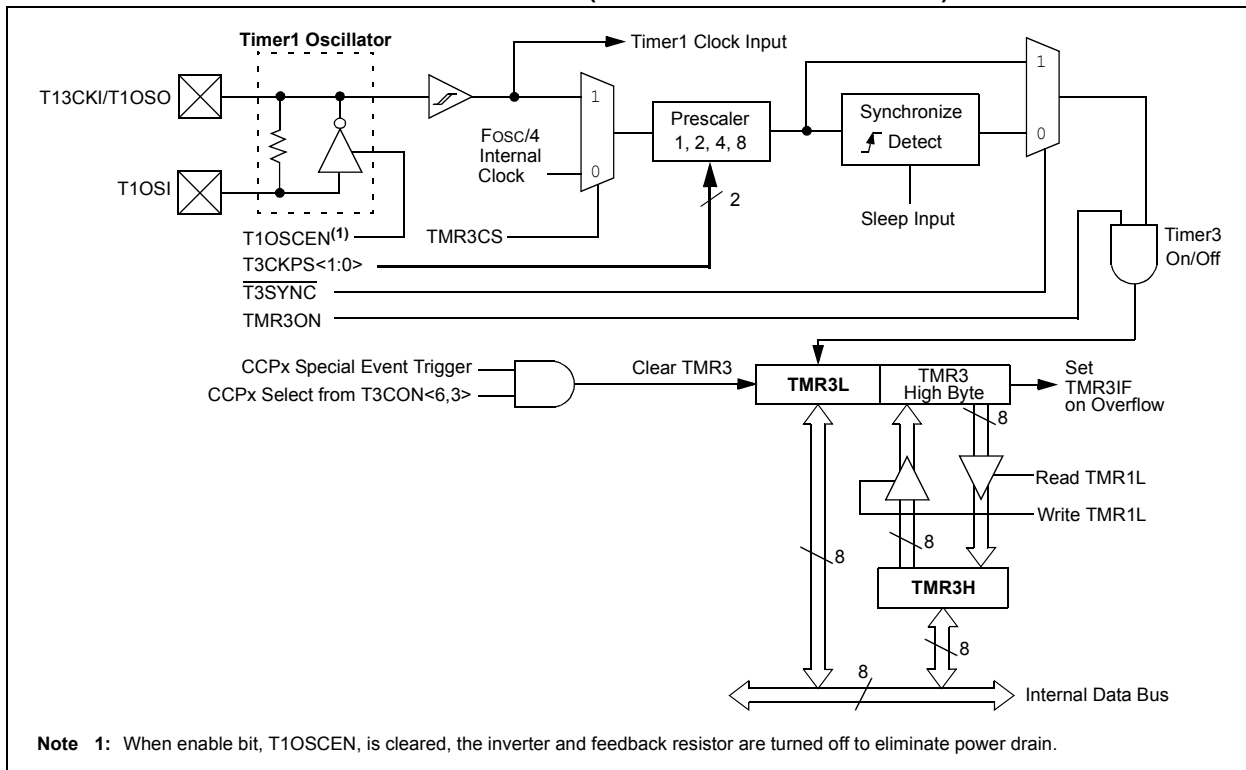 Timer1 Oscillator
Timer1 Clock Input
T13CKI/T1OSO
1
1
FOSC/4
Internal
Clock
0
Prescaler
1, 2, 4, 8
Synchronize
Detect
0
T1OSI
2
Sleep Input
T1OSCEN(1)
TMR3CS
Timer3
On/Off
T3CKPS<1:0>
T3SYNC
TMR3ON
CCPx Special Event Trigger
CCPx Select from T3CON<6,3>
Clear TMR3
TMR3L
TMR3
High Byte
Set
TMR3IF
on Overflow
8
Read TMR1L
Write TMR1L
8
8
TMR3H
8
8
Internal Data Bus
Note 1: When enable bit, T1OSCEN, is cleared, the inverter and feedback resistor are turned off to eliminate power drain.